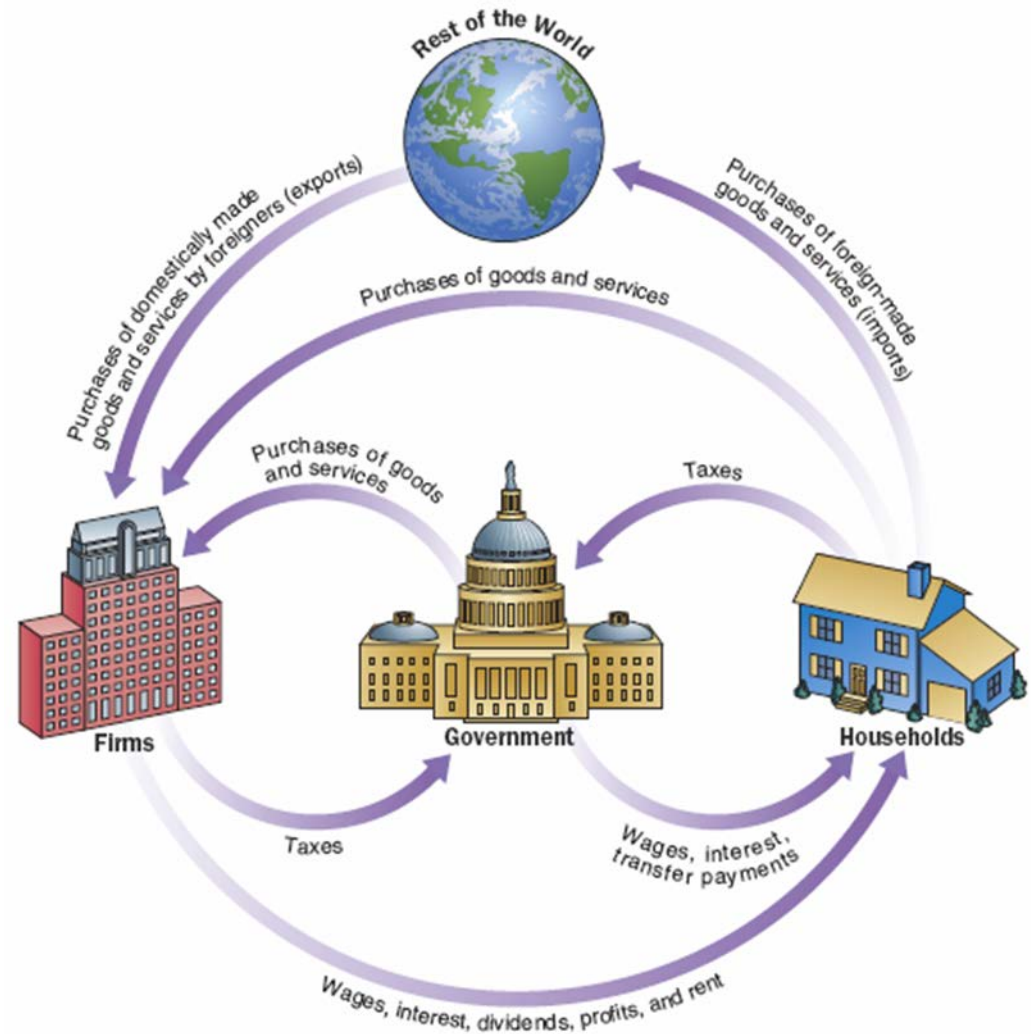 Rest of the World
Purchases of domestically made
goods and services by foreigners (exports)
Purchases of foreign-made
goods and services (imports)
Purchases of goods and services
Purchases of goods
and services
Taxes
Firms
Government
Households
Taxes
Wages, interest,
transfer payments
Wages, interest, dividends, profits, and rent